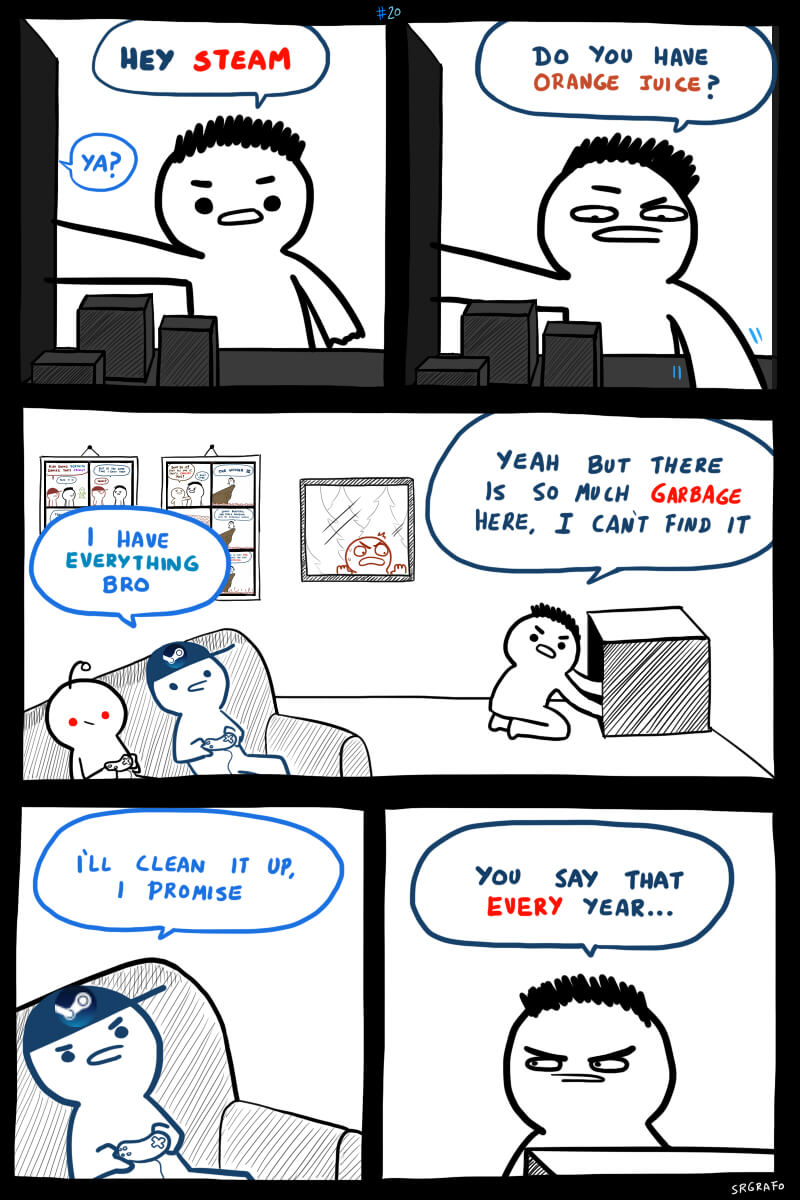 #20
HEY STEAM
YA?
DO YOU HAVE
ORANGE JUICE?
I HAVE
EVERYTHING
BRO
YEAH BUT THERE
IS SO MUCH GARBAGE
HERE, I CAN'T FIND IT
I'LL CLEAN IT UP,
I PROMISE
YOU SAY THAT
EVERY YEAR...
SRGRAFO